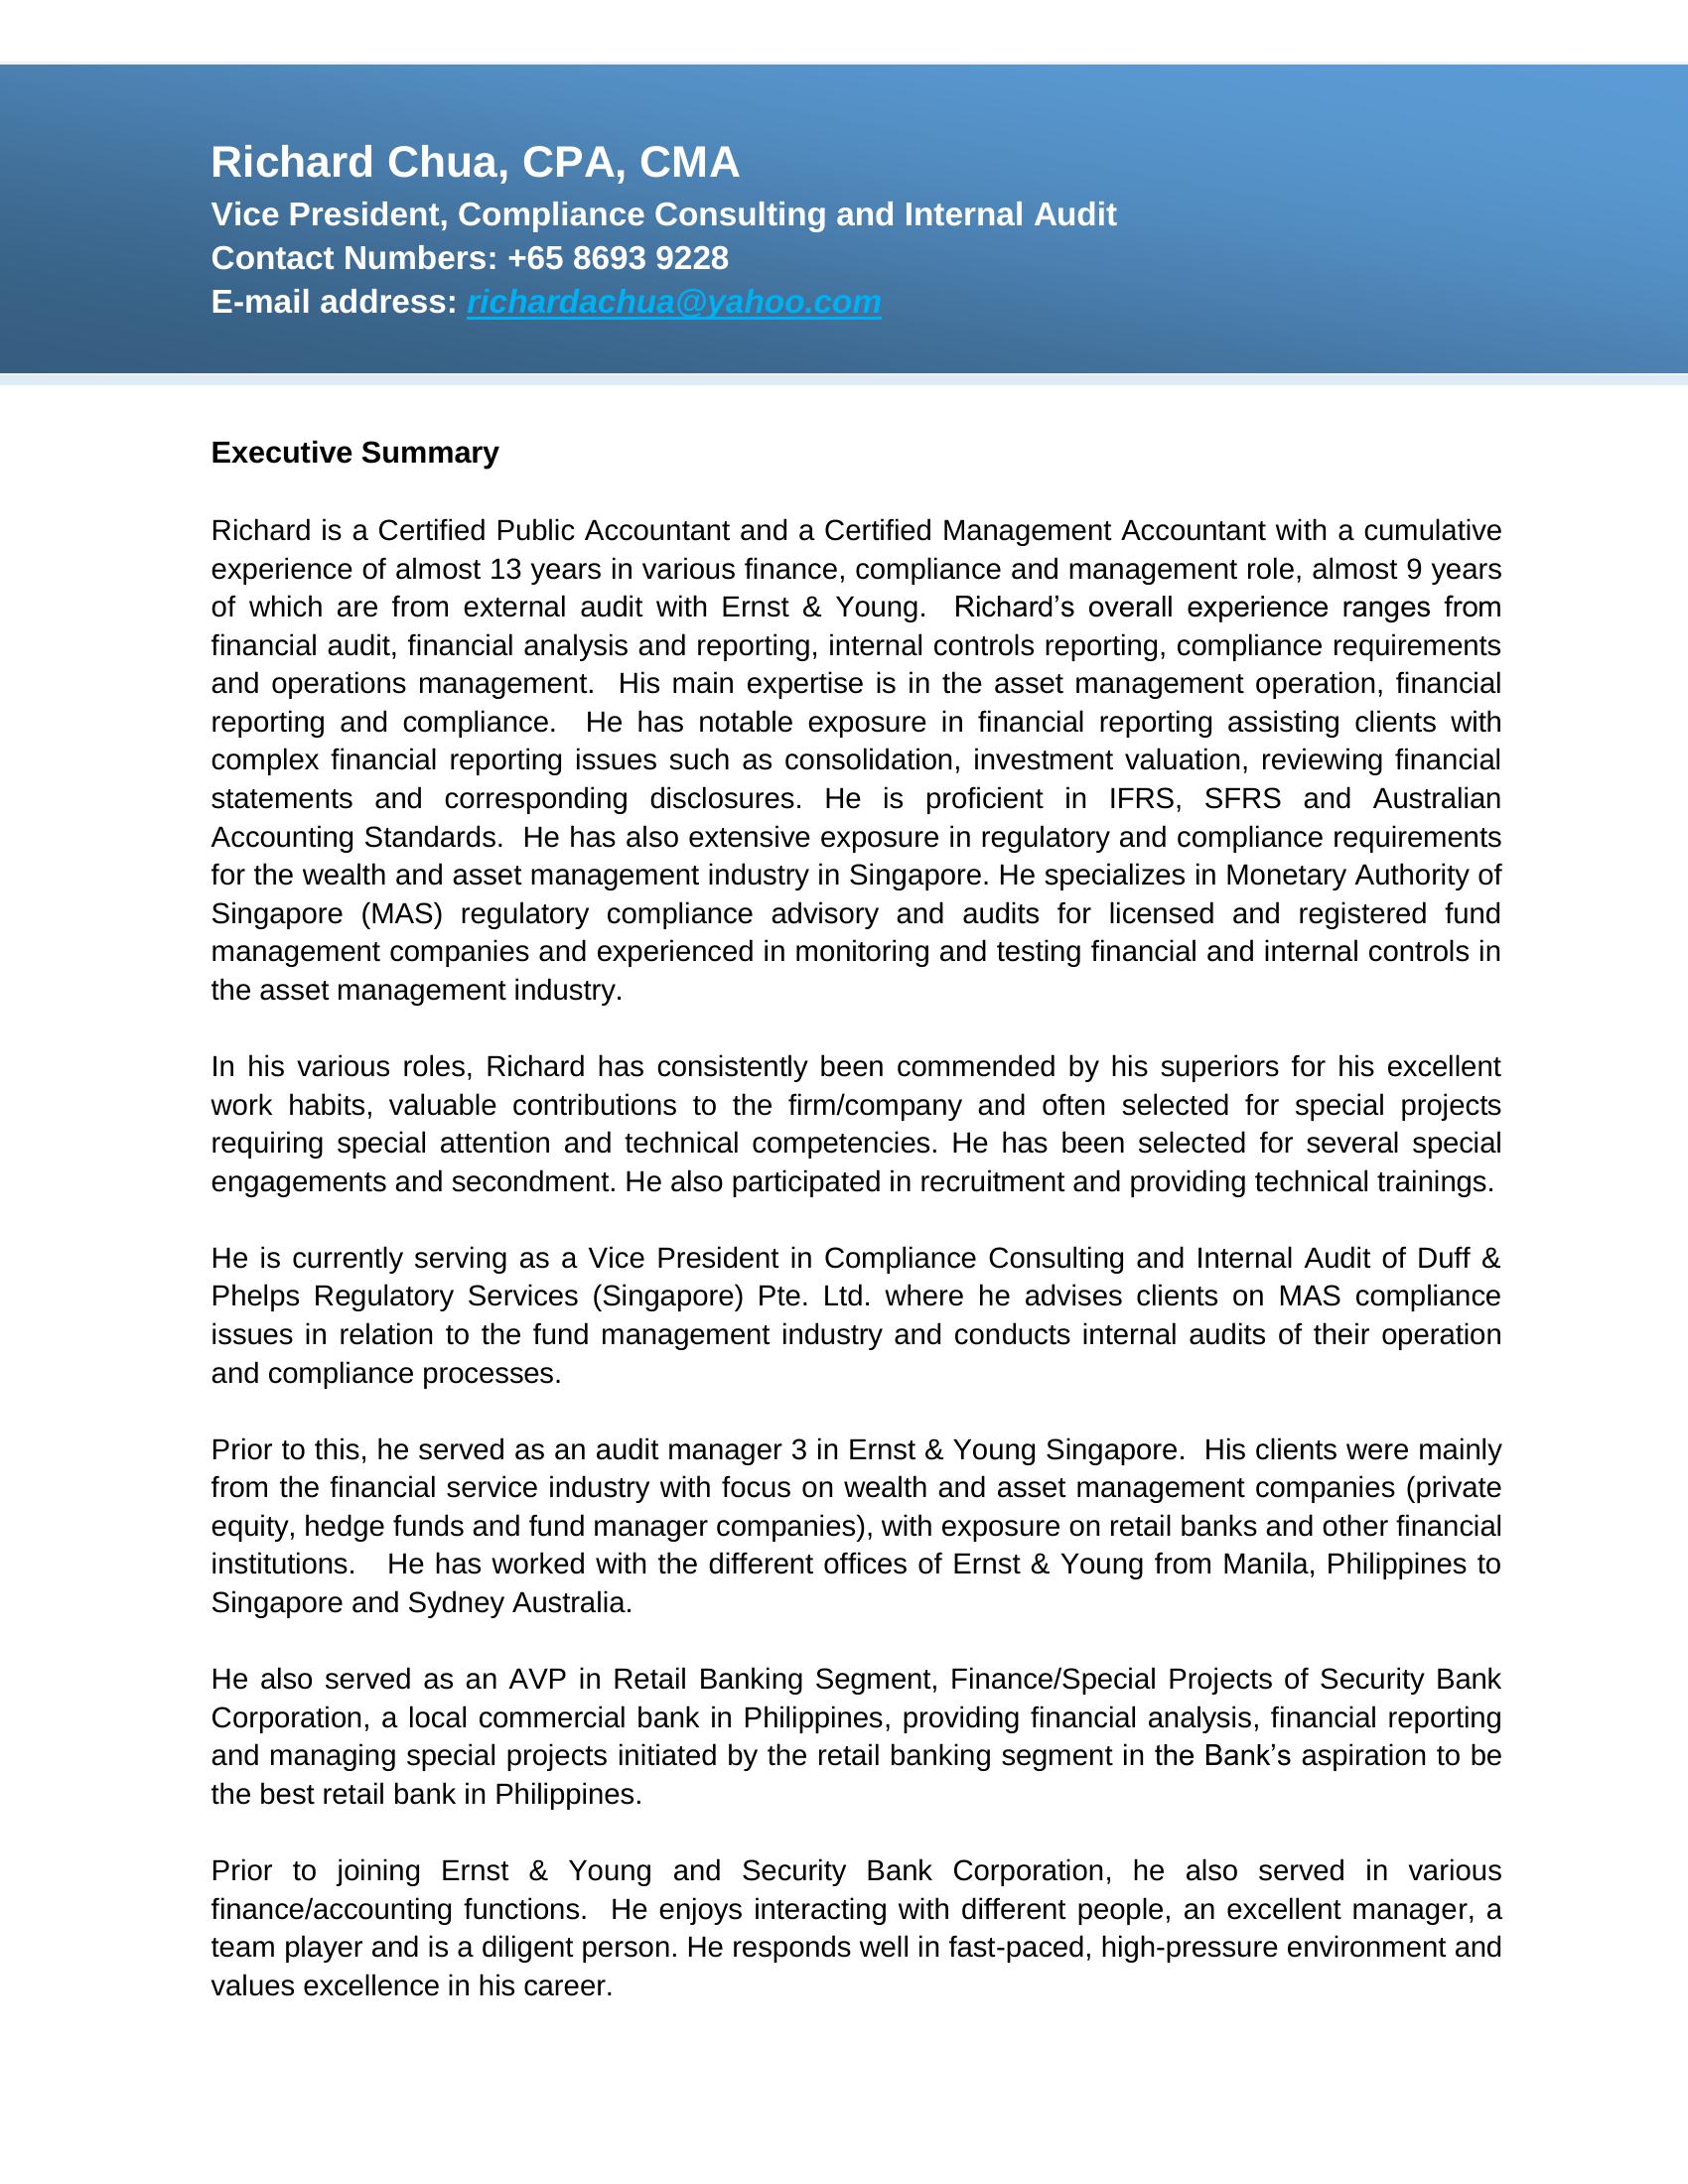 Richard Chua, CPA, CMA
Vice President, Compliance Consulting and Internal Audit
Contact Numbers: +65 8693 9228
E-mail address: richardachua@yahoo.com
Executive Summary
Richard is a Certified Public Accountant and a Certified Management Accountant with a cumulative
experience of almost 13 years in various finance, compliance and management role, almost 9 years
of which are from external audit with Ernst & Young.  Richard’s overall experience ranges from
financial audit, financial analysis and reporting, internal controls reporting, compliance requirements
and operations management.  His main expertise is in the asset management operation, financial
reporting and compliance.  He has notable exposure in financial reporting assisting clients with
complex financial reporting issues such as consolidation, investment valuation, reviewing financial
statements and corresponding disclosures. He is proficient in IFRS, SFRS and Australian
Accounting Standards.  He has also extensive exposure in regulatory and compliance requirements
for the wealth and asset management industry in Singapore. He specializes in Monetary Authority of
Singapore (MAS) regulatory compliance advisory and audits for licensed and registered fund
management companies and experienced in monitoring and testing financial and internal controls in
the asset management industry.
In his various roles, Richard has consistently been commended by his superiors for his excellent
work habits, valuable contributions to the firm/company and often selected for special projects
requiring special attention and technical competencies. He has been selected for several special
engagements and secondment. He also participated in recruitment and providing technical trainings.
He is currently serving as a Vice President in Compliance Consulting and Internal Audit of Duff &
Phelps Regulatory Services (Singapore) Pte. Ltd. where he advises clients on MAS compliance
issues in relation to the fund management industry and conducts internal audits of their operation
and compliance processes.
Prior to this, he served as an audit manager 3 in Ernst & Young Singapore.  His clients were mainly
from the financial service industry with focus on wealth and asset management companies (private
equity, hedge funds and fund manager companies), with exposure on retail banks and other financial
institutions.   He has worked with the different offices of Ernst & Young from Manila, Philippines to
Singapore and Sydney Australia.
He also served as an AVP in Retail Banking Segment, Finance/Special Projects of Security Bank
Corporation, a local commercial bank in Philippines, providing financial analysis, financial reporting
and managing special projects initiated by the retail banking segment in the Bank’s aspiration to be
the best retail bank in Philippines.
Prior to joining Ernst & Young and Security Bank Corporation, he also served in various
finance/accounting functions.  He enjoys interacting with different people, an excellent manager, a
team player and is a diligent person. He responds well in fast-paced, high-pressure environment and
values excellence in his career.